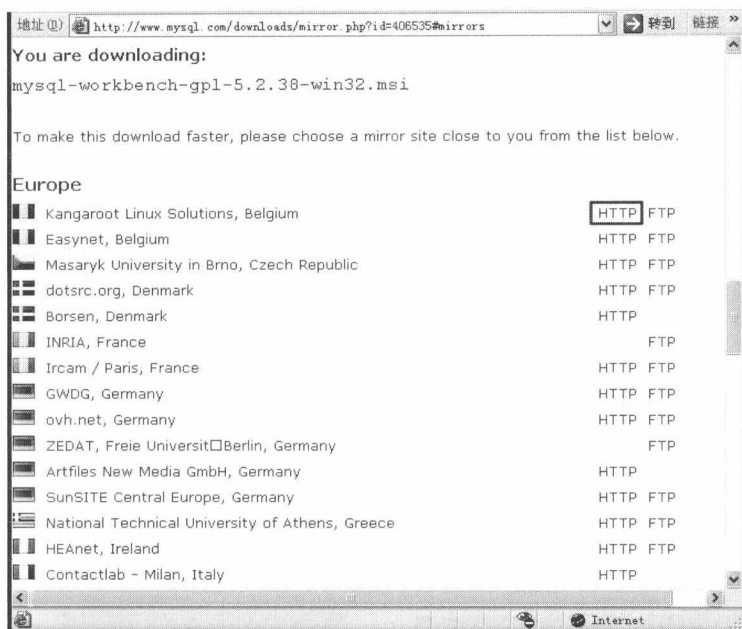 地址(D) http://www.mysql.com/downloads/mirror.php?id=406535#mirrors 转到 链接 »
You are downloading:
mysql-workbench-gpl-5.2.38-win32.msi
To make this download faster, please choose a mirror site close to you from the list below.
Europe
Kangaroot Linux Solutions, Belgium HTTP FTP
Easynet, Belgium HTTP FTP
Masaryk University in Brno, Czech Republic HTTP FTP
dotsrc.org, Denmark HTTP FTP
Borsen, Denmark HTTP
INRIA, France FTP
Ircam / Paris, France HTTP FTP
GWDG, Germany HTTP FTP
ovh.net, Germany HTTP FTP
ZEDAT, Freie Universit□Berlin, Germany FTP
Artfiles New Media GmbH, Germany HTTP
SunSITE Central Europe, Germany HTTP FTP
National Technical University of Athens, Greece HTTP FTP
HEAnet, Ireland HTTP FTP
Contactlab - Milan, Italy HTTP
Internet